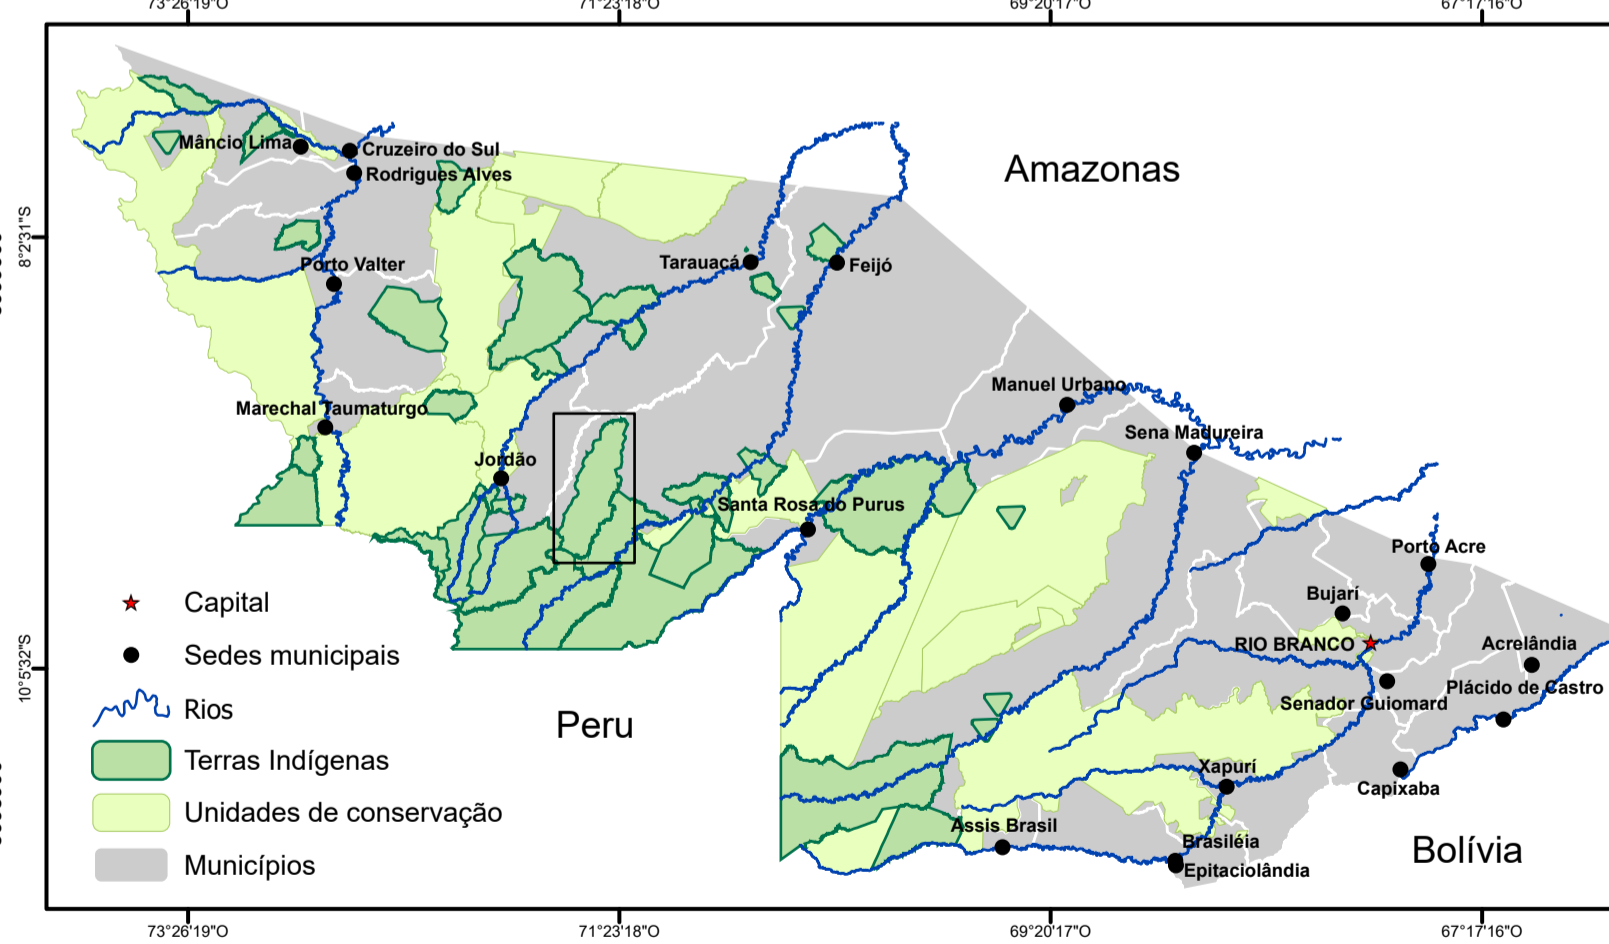 73°26'19"O
71°23'18"O
69°20'17"O
67°17'16"O
Amazonas
Mâncio Lima
Cruzeiro do Sul
Rodrigues Alves
8°2'31"S
Porto Valter
Tarauacá
Feijó
Manuel Urbano
Marechal Taumaturgo
Sena Madureira
Jordão
Santa Rosa do Purus
Porto Acre
Bujarí
Capital
RIO BRANCO
Acrelândia
Sedes municipais
10°5'32"S
Plácido de Castro
Senador Guiomard
Rios
Peru
Terras Indígenas
Xapurí
Capixaba
Unidades de conservação
Assis Brasil
Brasiléia
Bolívia
Municípios
Epitaciolândia
73°26'19"O
71°23'18"O
69°20'17"O
67°17'16"O